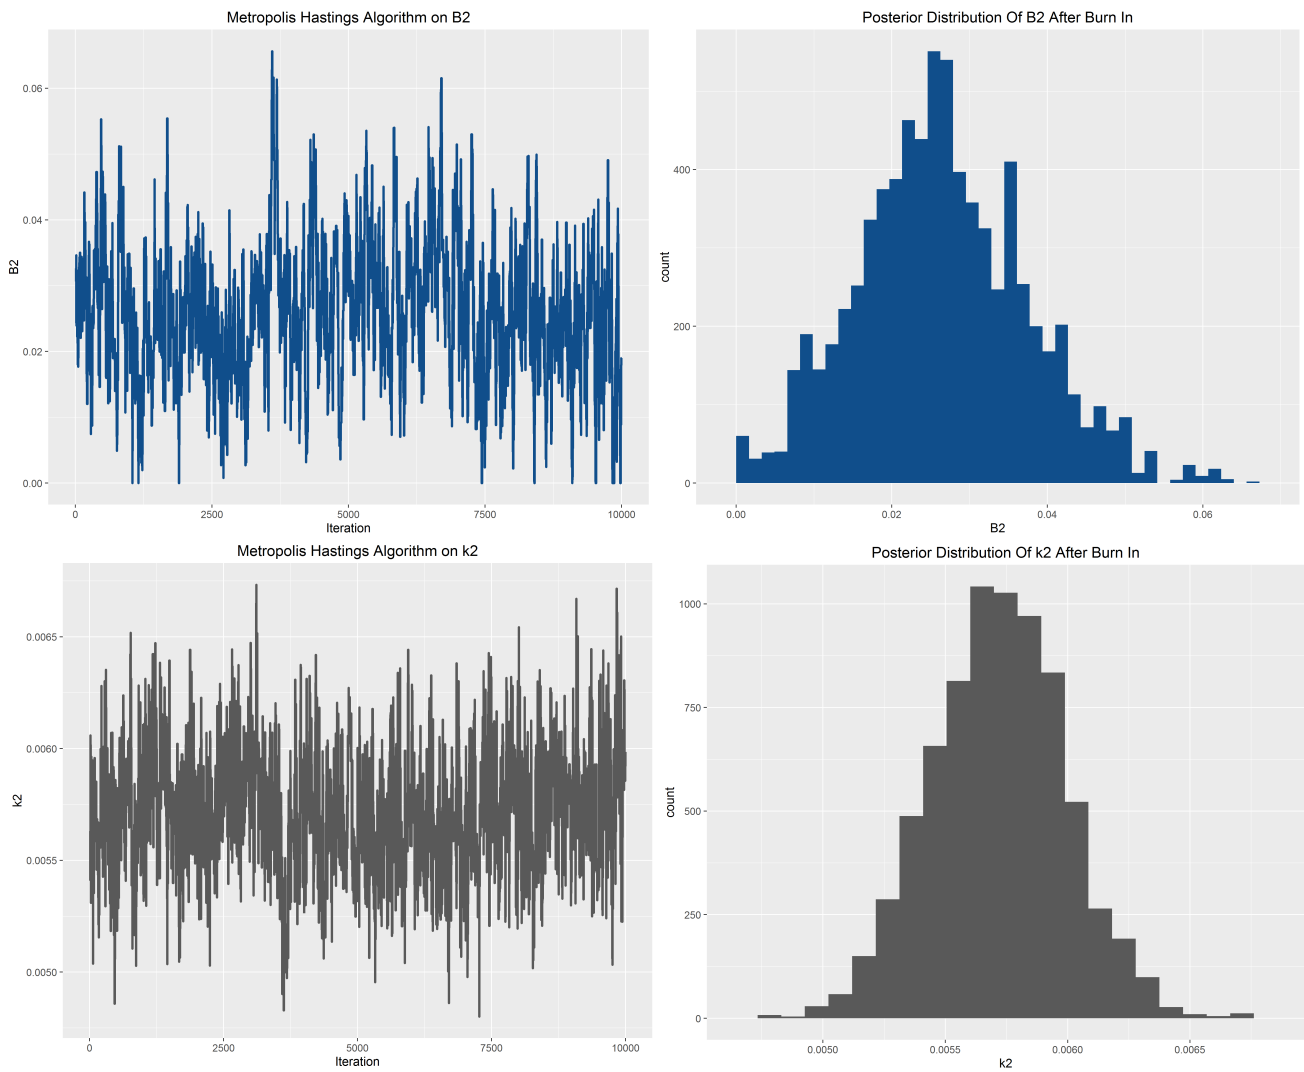 Metropolis Hastings Algorithm on B2
B2
0.06
0.04
0.02
0.00
0 2500 5000 7500 10000
Iteration
Posterior Distribution Of B2 After Burn In
count
400
200
0
0.00 0.02 0.04 0.06
B2
Metropolis Hastings Algorithm on k2
k2
0.0065
0.0060
0.0055
0.0050
0 2500 5000 7500 10000
Iteration
Posterior Distribution Of k2 After Burn In
count
1000
750
500
250
0
0.0050 0.0055 0.0060 0.0065
k2